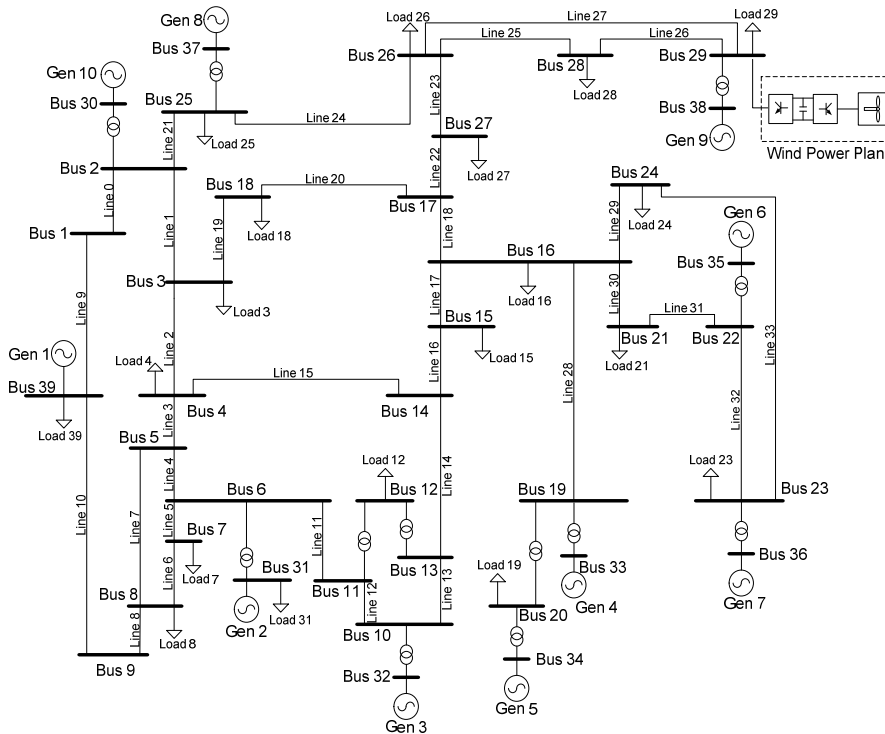 Gen 8
Bus 37
Load 26
Line 27
Load 29
Line 25
Line 26
Bus 26
Bus 28
Bus 29
Load 28
Gen 10
Bus 30
Bus 25
Line 24
Line 23
Load 25
Line 21
Bus 38
Gen 9
Wind Power Plan
Bus 27
Load 27
Line 22
Bus 2
Line 0
Line 1
Bus 18
Line 20
Load 18
Line 19
Bus 17
Line 18
Bus 24
Load 24
Line 29
Gen 6
Bus 35
Bus 1
Bus 16
Load 16
Line 17
Line 30
Bus 3
Load 3
Line 9
Line 2
Bus 15
Load 15
Line 16
Line 28
Line 31
Bus 21
Load 21
Bus 22
Line 33
Gen 1
Bus 39
Load 39
Load 4
Line 15
Bus 4
Bus 14
Line 3
Line 32
Bus 5
Line 4
Line 14
Load 12
Load 23
Line 10
Line 7
Line 5
Bus 6
Line 11
Bus 12
Bus 19
Bus 23
Bus 7
Load 7
Line 6
Bus 31
Bus 13
Bus 33
Gen 4
Bus 36
Gen 7
Bus 8
Line 8
Load 8
Gen 2
Load 31
Bus 11
Line 12
Line 13
Load 19
Bus 20
Bus 10
Bus 9
Bus 32
Gen 3
Bus 34
Gen 5